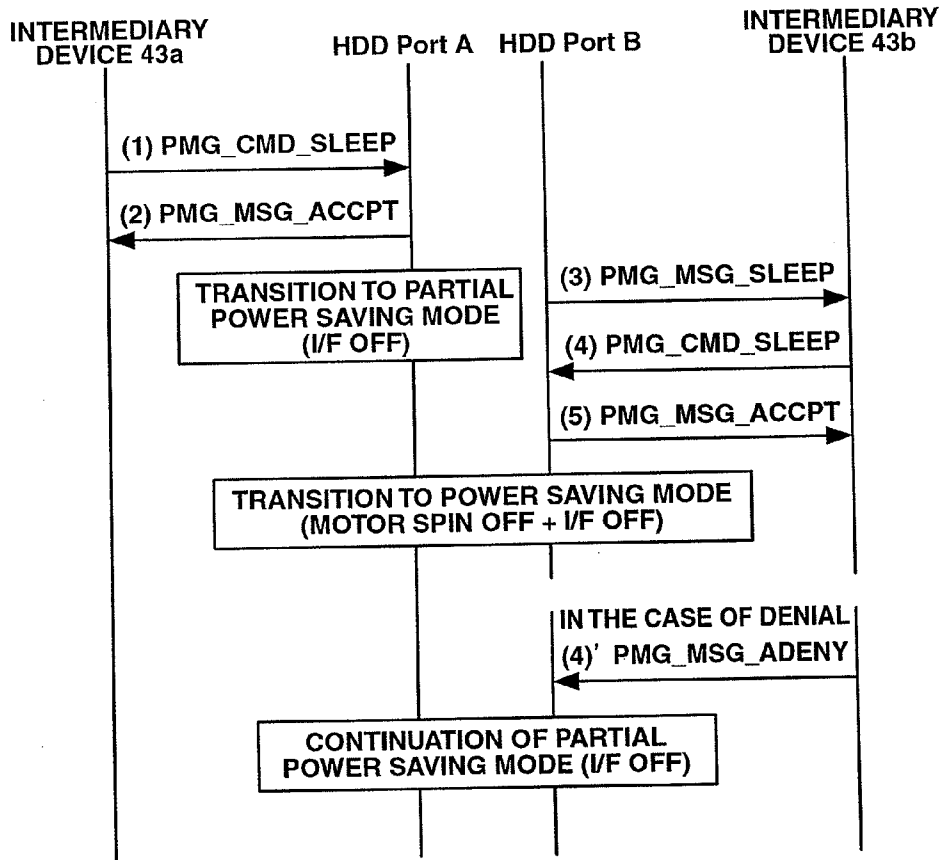 INTERMEDIARY
DEVICE 43a
HDD Port A
HDD Port B
INTERMEDIARY
DEVICE 43b
(1) PMG_CMD_SLEEP
(2) PMG_MSG_ACCPT
TRANSITION TO PARTIAL
POWER SAVING MODE
(I/F OFF)
(3) PMG_MSG_SLEEP
(4) PMG_CMD_SLEEP
(5) PMG_MSG_ACCPT
TRANSITION TO POWER SAVING MODE
(MOTOR SPIN OFF + I/F OFF)
IN THE CASE OF DENIAL
(4)' PMG_MSG_ADENY
CONTINUATION OF PARTIAL
POWER SAVING MODE (I/F OFF)